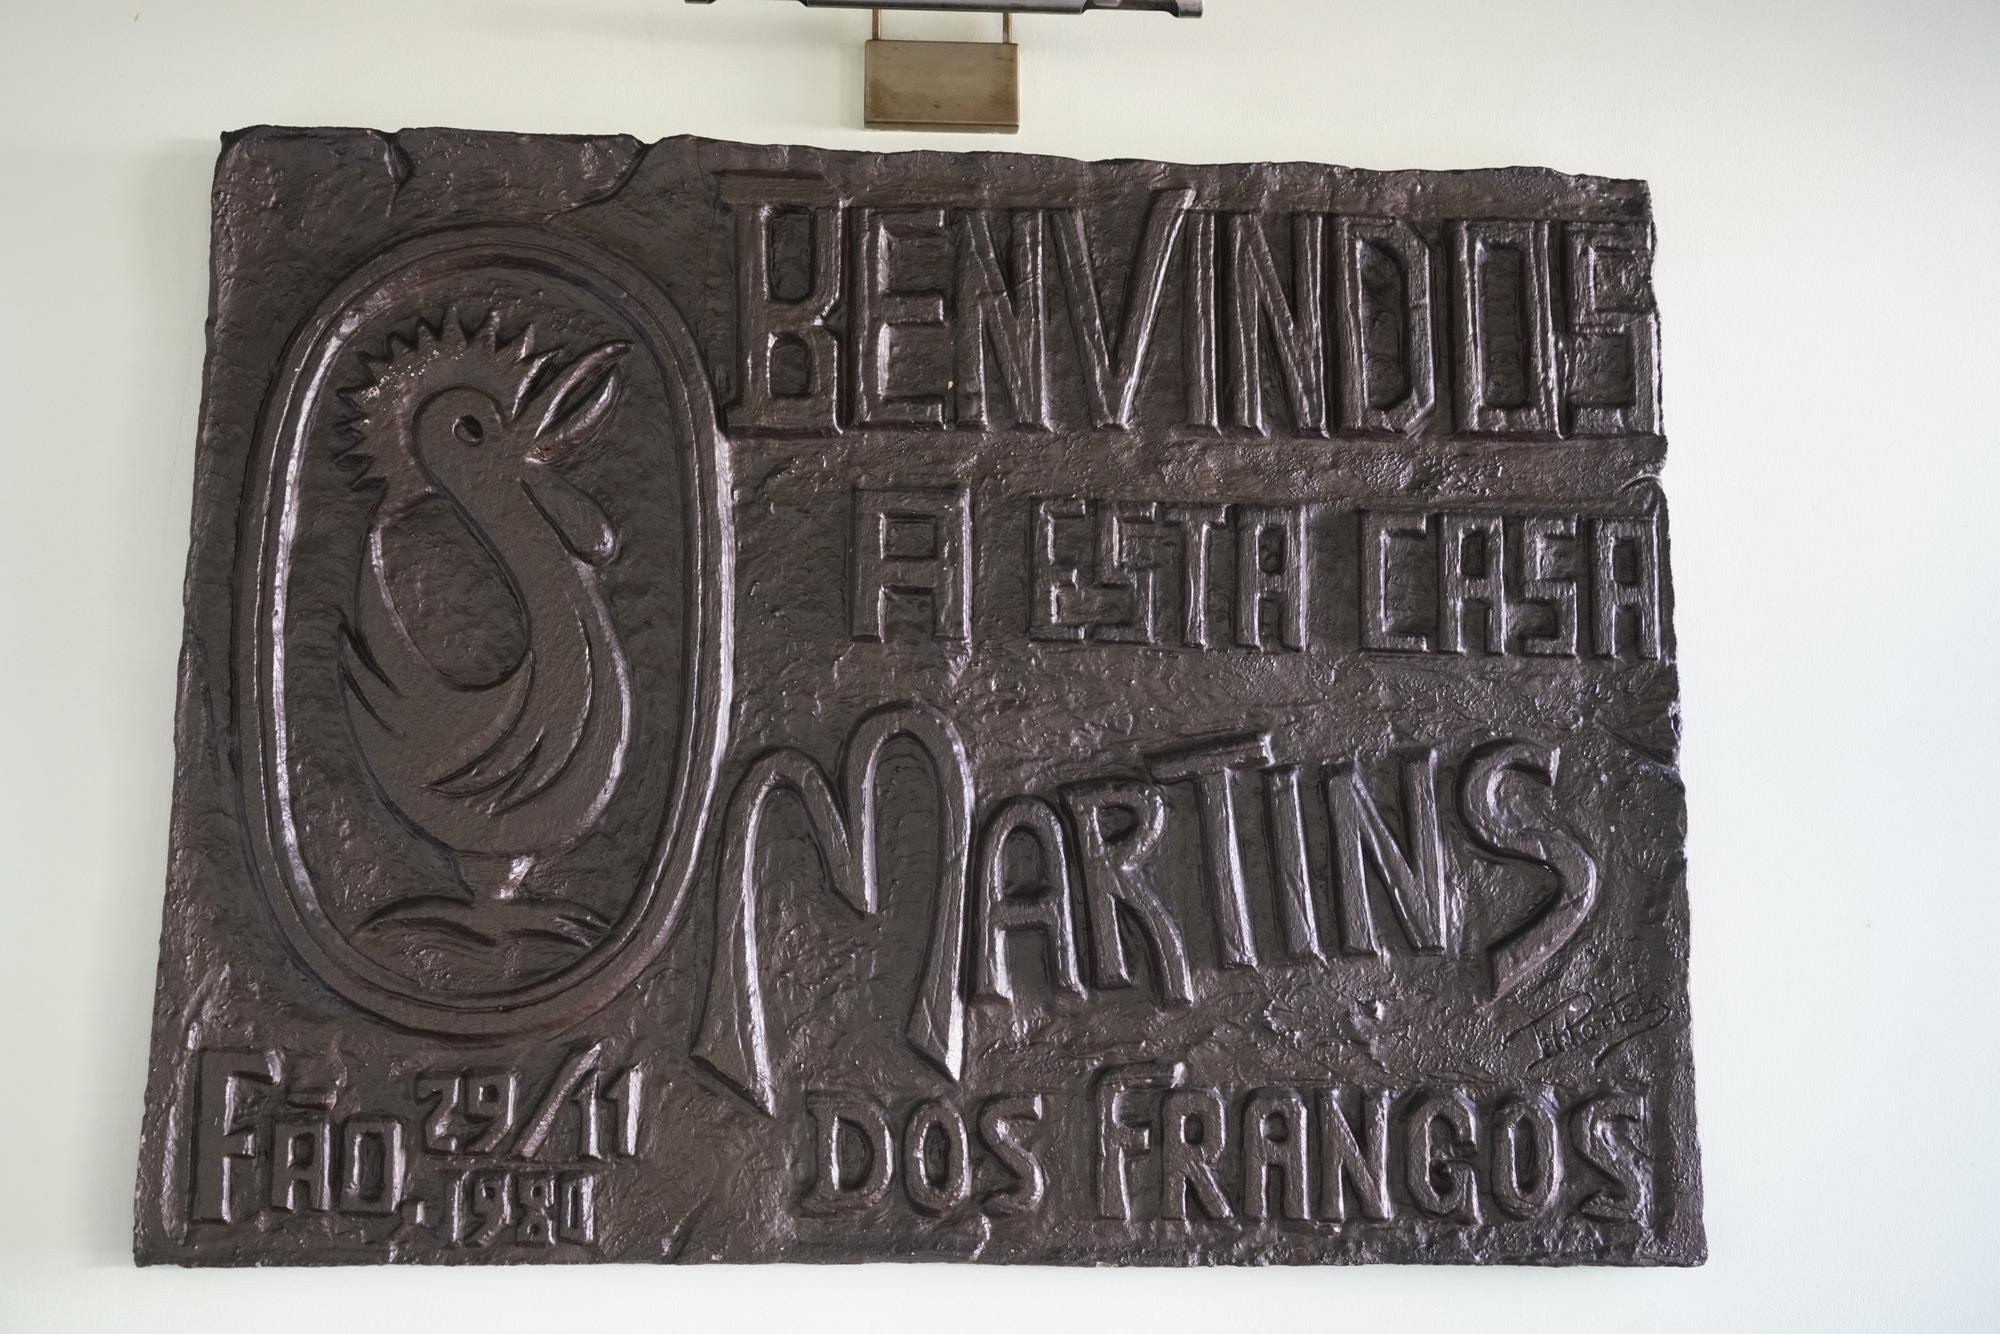 BENVINDOS
A ESTA CASA
MARTINS
DOS FRANGOS
FÃO. 29/11
1980